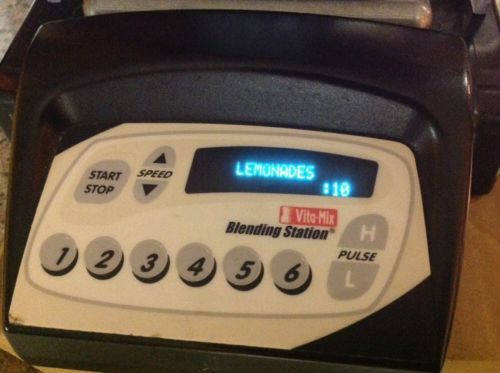 LEMONADES
:10
START
STOP
SPEED
Vita-Mix
Blending Station®
H
PULSE
L
1 2 3 4 5 6